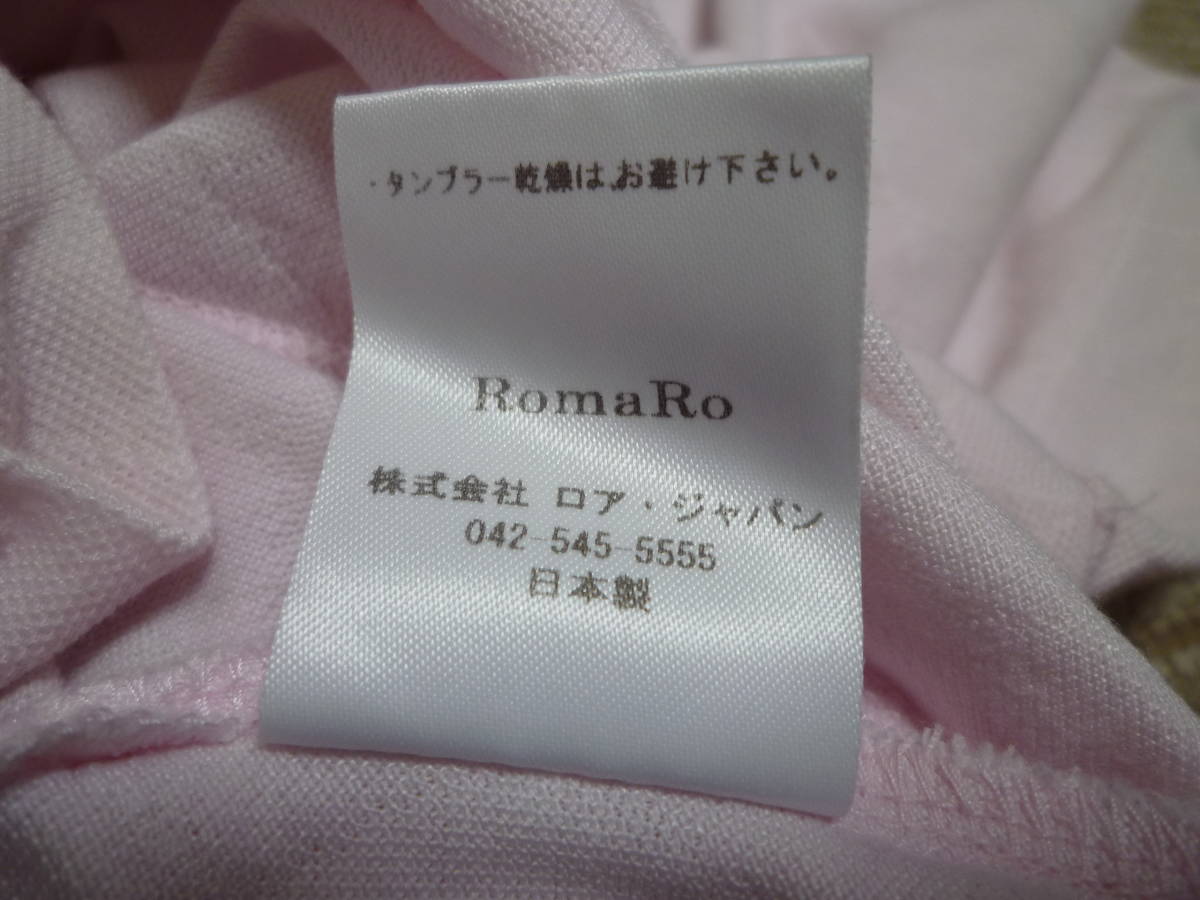 ・タンブラー乾燥は、お避け下さい。
RomaRo
株式会社 ロア・ジャパン
042-545-5555
日本製